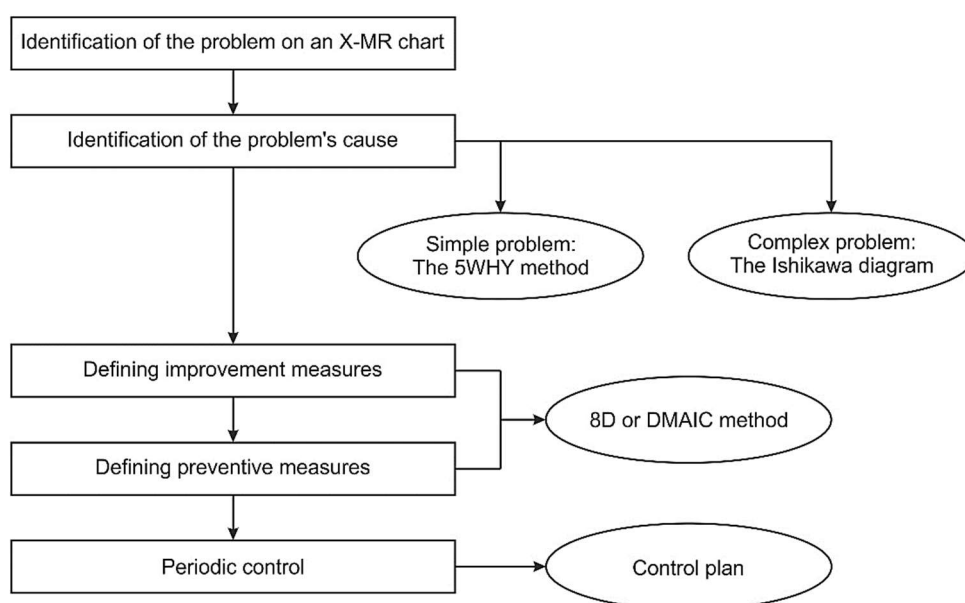 Identification of the problem on an X-MR chart
Identification of the problem's cause
Simple problem:
The 5WHY method
Complex problem:
The Ishikawa diagram
Defining improvement measures
8D or DMAIC method
Defining preventive measures
Periodic control
Control plan